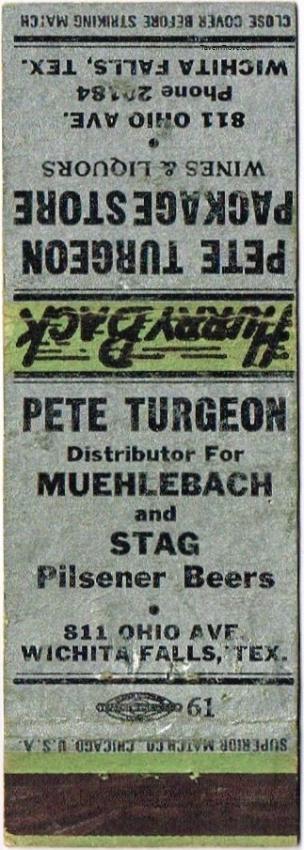 CLOSE COVER BEFORE STRIKING MATCH
TavernTrove.com
PETE TURGEON
PACKAGE STORE
WINES & LIQUORS
•
811 OHIO AVE.
Phone 20184
WICHITA FALLS, TEX.
HURRY BACK
PETE TURGEON
Distributor For
MUEHLEBACH
and
STAG
Pilsener Beers
•
811 OHIO AVE.
WICHITA FALLS, TEX.
61
SUPERIOR MATCH CO. CHICAGO, U.S.A.